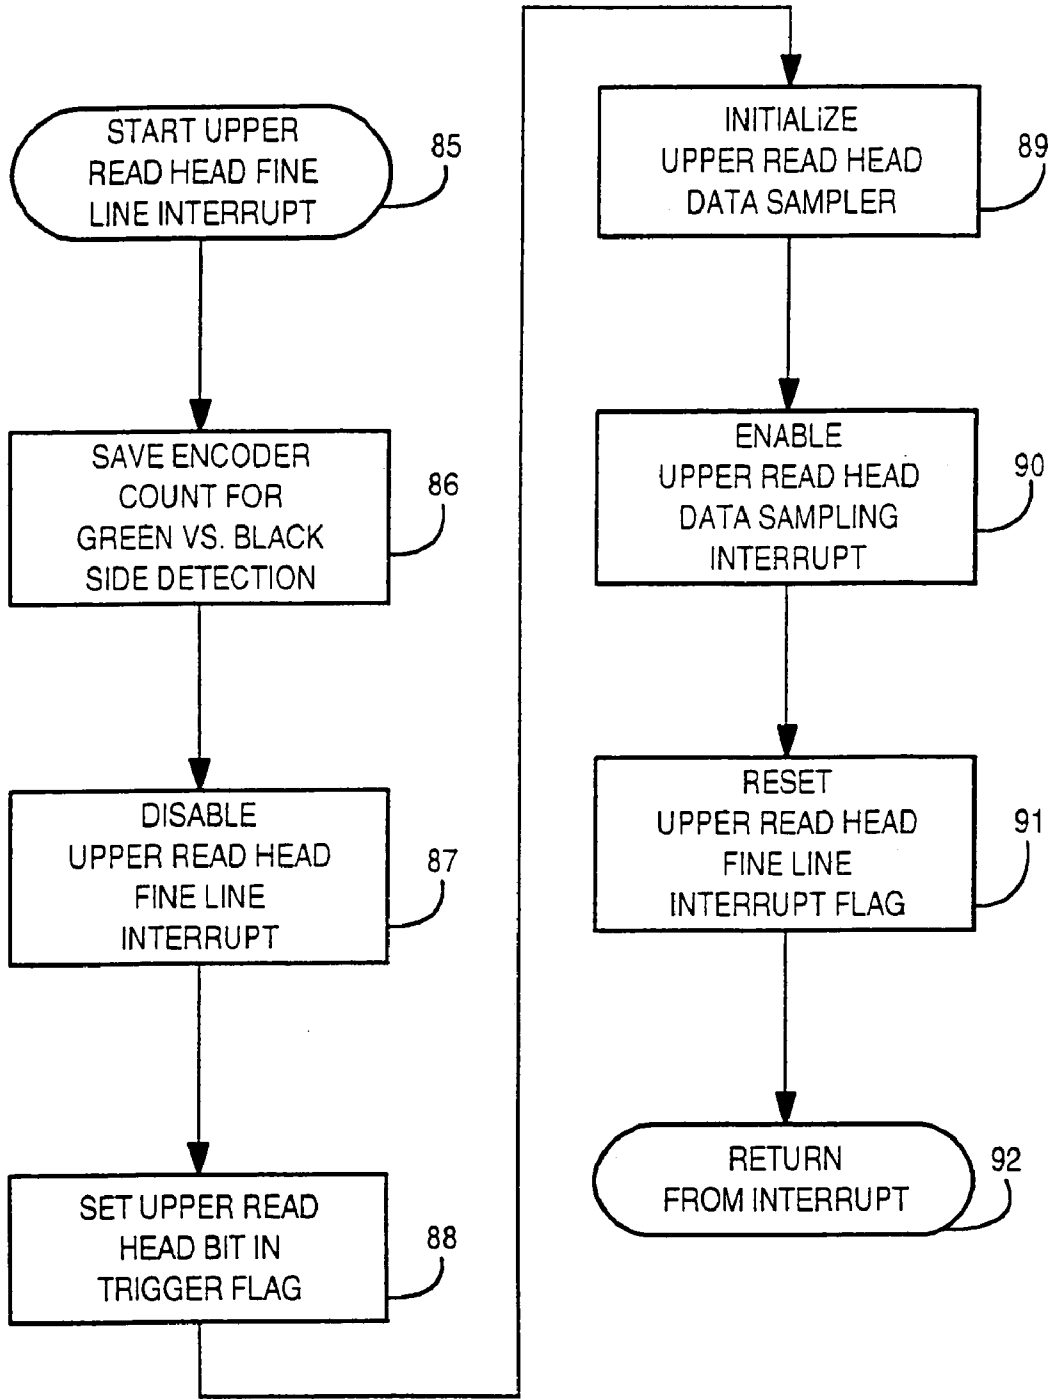 START UPPER
READ HEAD FINE
LINE INTERRUPT
85
SAVE ENCODER
COUNT FOR
GREEN VS. BLACK
SIDE DETECTION
86
DISABLE
UPPER READ HEAD
FINE LINE
INTERRUPT
87
SET UPPER READ
HEAD BIT IN
TRIGGER FLAG
88
INITIALIZE
UPPER READ HEAD
DATA SAMPLER
89
ENABLE
UPPER READ HEAD
DATA SAMPLING
INTERRUPT
90
RESET
UPPER READ HEAD
FINE LINE
INTERRUPT FLAG
91
RETURN
FROM INTERRUPT
92